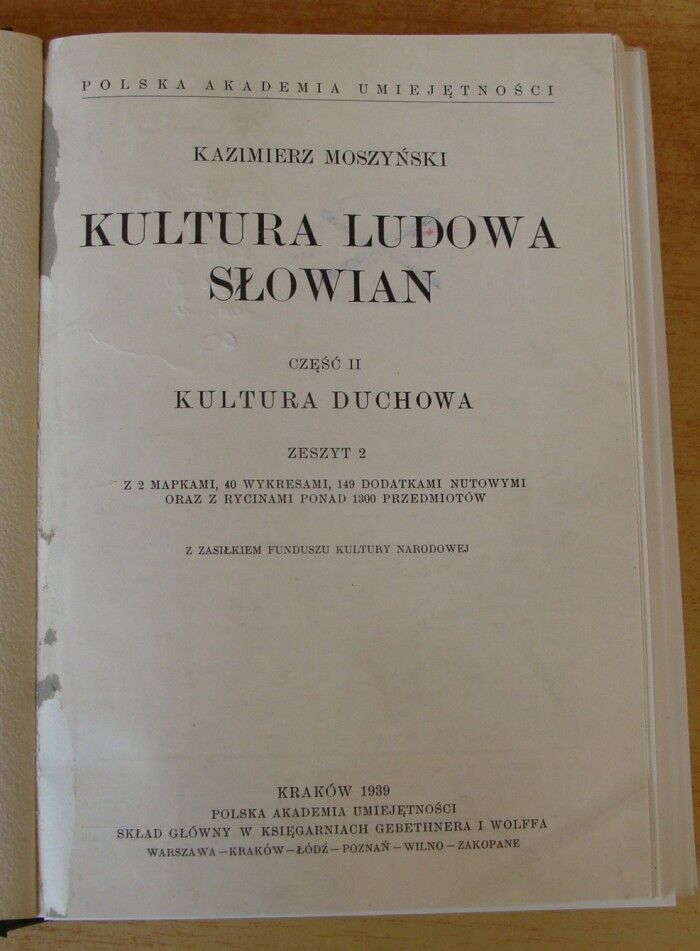 POLSKA AKADEMIA UMIEJĘTNOŚCI
KAZIMIERZ MOSZYŃSKI
KULTURA LUDOWA
SŁOWIAN
CZĘŚĆ II
KULTURA DUCHOWA
ZESZYT 2
Z 2 MAPKAMI, 40 WYKRESAMI, 149 DODATKAMI NUTOWYMI
ORAZ Z RYCINAMI PONAD 1300 PRZEDMIOTÓW
Z ZASIŁKIEM FUNDUSZU KULTURY NARODOWEJ
KRAKÓW 1939
POLSKA AKADEMIA UMIEJĘTNOŚCI
SKŁAD GŁÓWNY W KSIĘGARNIACH GEBETHNERA I WOLFFA
WARSZAWA—KRAKÓW—ŁÓDŹ—POZNAŃ—WILNO—ZAKOPANE